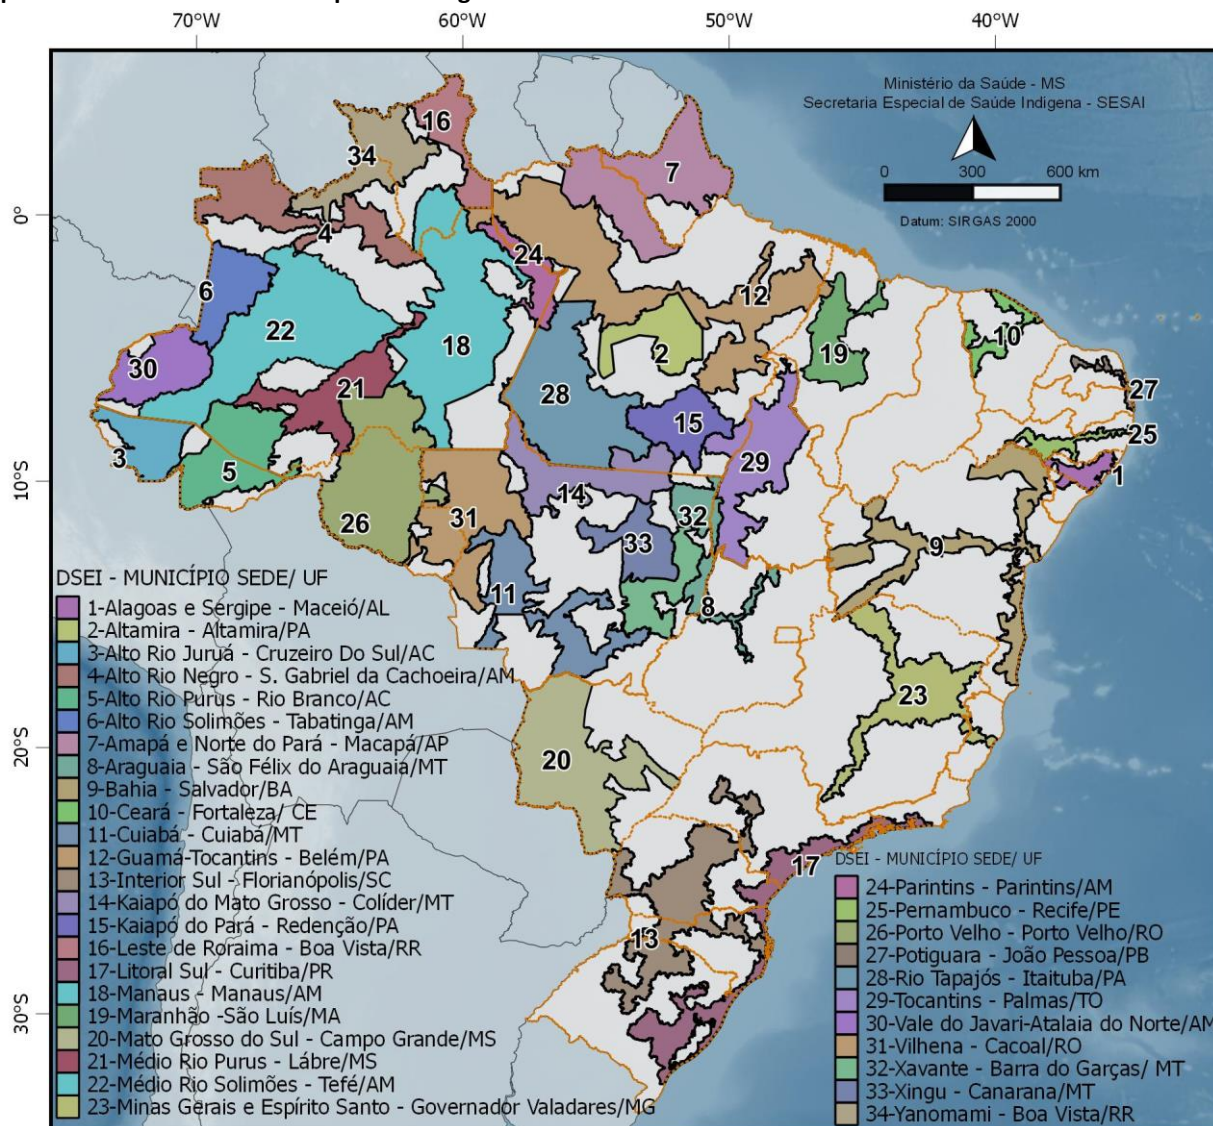 70°W 60°W 50°W 40°W
Ministério da Saúde - MS
Secretaria Especial de Saúde Indígena - SESAI
0 300 600 km
Datum: SIRGAS 2000
0°
10°S
20°S
30°S
16
34
7
4
24
6
12
22
18
2
10
30
19
21
28
27
15
25
3
5
29
1
14
26
31
32
33
9
11
8
23
20
17
13
DSEI - MUNICÍPIO SEDE/ UF
1-Alagoas e Sergipe - Maceió/AL
2-Altamira - Altamira/PA
3-Alto Rio Juruá - Cruzeiro Do Sul/AC
4-Alto Rio Negro - S. Gabriel da Cachoeira/AM
5-Alto Rio Purus - Rio Branco/AC
6-Alto Rio Solimões - Tabatinga/AM
7-Amapá e Norte do Pará - Macapá/AP
8-Araguaia - São Félix do Araguaia/MT
9-Bahia - Salvador/BA
10-Ceará - Fortaleza/ CE
11-Cuiabá - Cuiabá/MT
12-Guamá-Tocantins - Belém/PA
13-Interior Sul - Florianópolis/SC
14-Kaiapó do Mato Grosso - Colíder/MT
15-Kaiapó do Pará - Redenção/PA
16-Leste de Roraima - Boa Vista/RR
17-Litoral Sul - Curitiba/PR
18-Manaus - Manaus/AM
19-Maranhão -São Luís/MA
20-Mato Grosso do Sul - Campo Grande/MS
21-Médio Rio Purus - Lábre/MS
22-Médio Rio Solimões - Tefé/AM
23-Minas Gerais e Espírito Santo - Governador Valadares/MG
DSEI - MUNICÍPIO SEDE/ UF
24-Parintins - Parintins/AM
25-Pernambuco - Recife/PE
26-Porto Velho - Porto Velho/RO
27-Potiguara - João Pessoa/PB
28-Rio Tapajós - Itaituba/PA
29-Tocantins - Palmas/TO
30-Vale do Javari-Atalaia do Norte/AM
31-Vilhena - Cacoal/RO
32-Xavante - Barra do Garças/ MT
33-Xingu - Canarana/MT
34-Yanomami - Boa Vista/RR